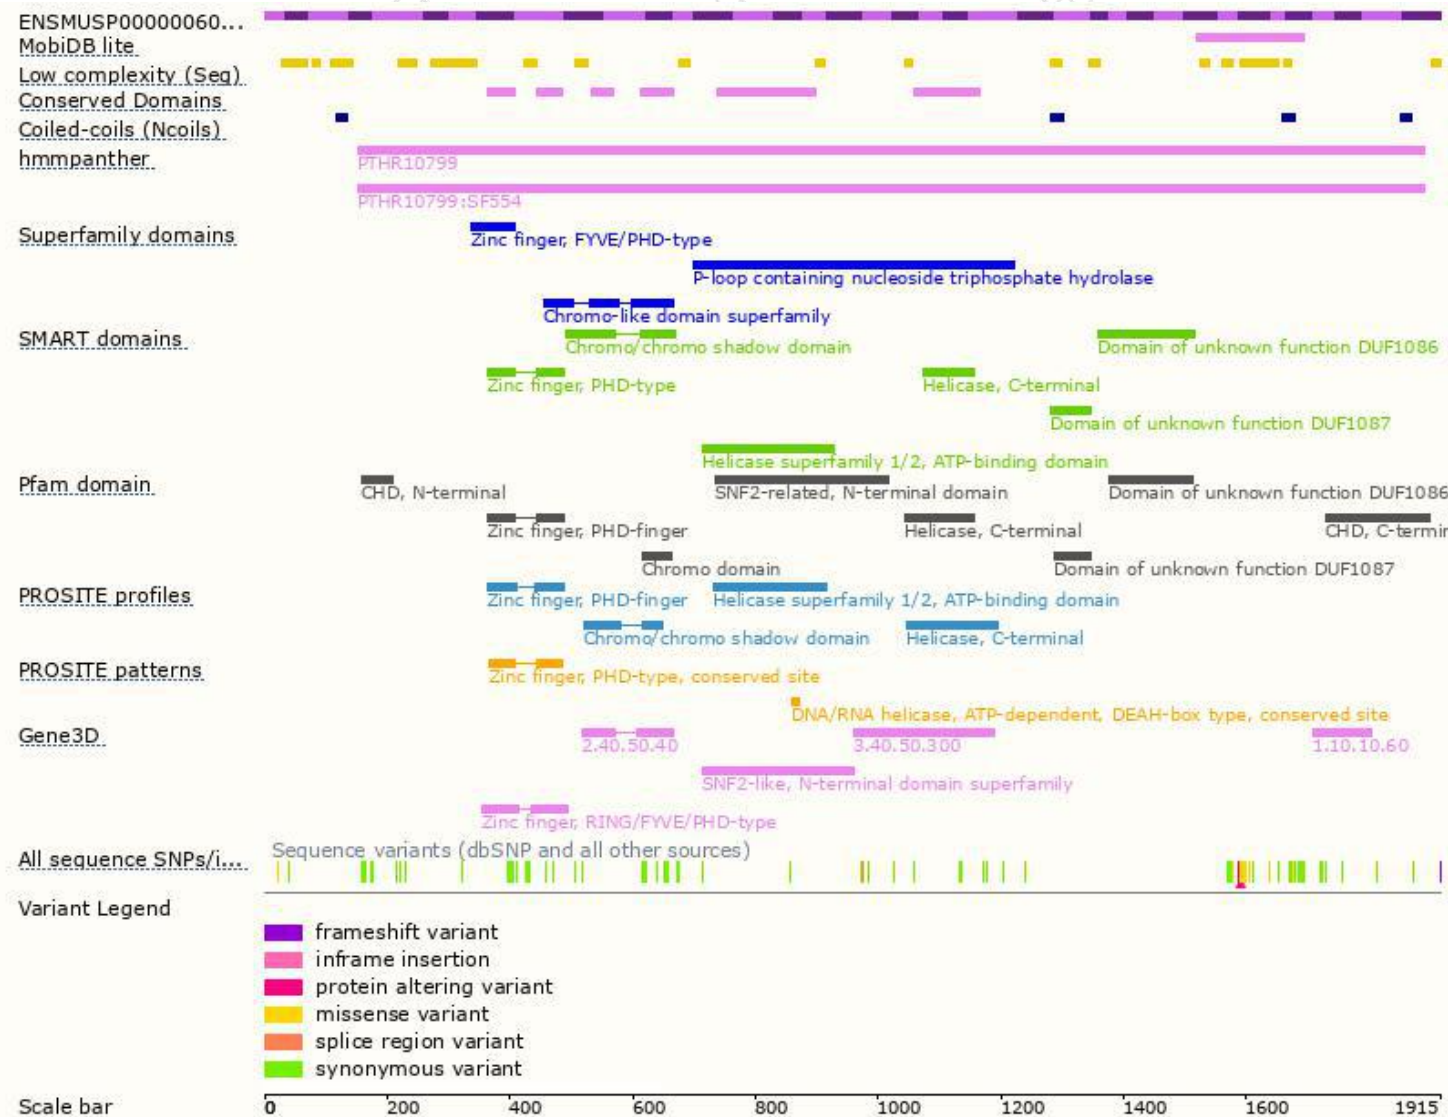 ENSMUSP00000060...
MobiDB lite
Low complexity (Seg)
Conserved Domains
Coiled-coils (Ncoils)
hmmpanther
PTHR10799
PTHR10799:SF554
Superfamily domains
Zinc finger, FYVE/PHD-type
P-loop containing nucleoside triphosphate hydrolase
Chromo-like domain superfamily
SMART domains
Chromo/chromo shadow domain Domain of unknown function DUF1086
Zinc finger, PHD-type Helicase, C-terminal
Domain of unknown function DUF1087
Helicase superfamily 1/2, ATP-binding domain
Pfam domain
CHD, N-terminal SNF2-related, N-terminal domain Domain of unknown function DUF1086
Zinc finger, PHD-finger Helicase, C-terminal CHD, C-termin
Chromo domain Domain of unknown function DUF1087
PROSITE profiles
Zinc finger, PHD-finger Helicase superfamily 1/2, ATP-binding domain
Chromo/chromo shadow domain Helicase, C-terminal
PROSITE patterns
Zinc finger, PHD-type, conserved site
DNA/RNA helicase, ATP-dependent, DEAH-box type, conserved site
Gene3D
2.40.50.40 3.40.50.300 1.10.10.60
SNF2-like, N-terminal domain superfamily
Zinc finger, RING/FYVE/PHD-type
All sequence SNPs/i... Sequence variants (dbSNP and all other sources)
Variant Legend
frameshift variant
inframe insertion
protein altering variant
missense variant
splice region variant
synonymous variant
Scale bar 0 200 400 600 800 1000 1200 1400 1600 1915